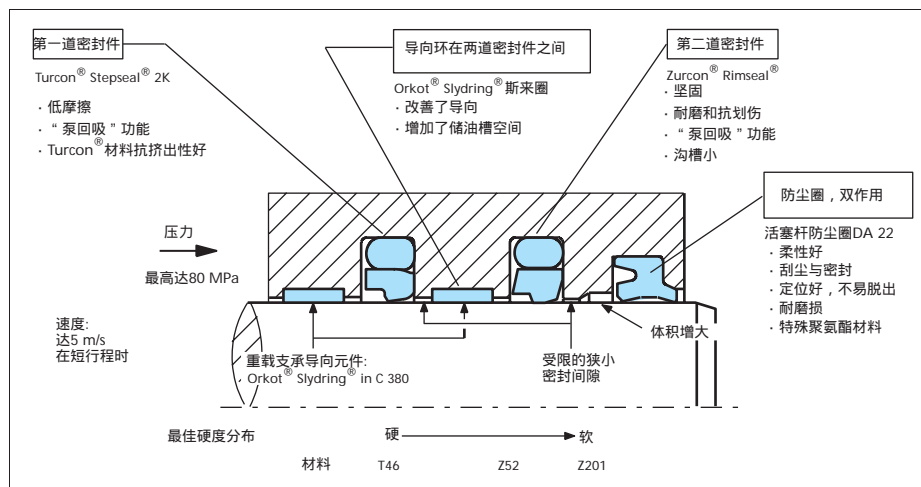 第一道密封件
Turcon® Stepseal® 2K
· 低摩擦
· “泵回吸”功能
· Turcon®材料抗挤出性好
导向环在两道密封件之间
Orkot® Slydring®斯来圈
· 改善了导向
· 增加了储油槽空间
第二道密封件
Zurcon® Rimseal®
· 坚固
· 耐磨和抗划伤
· “泵回吸”功能
· 沟槽小
防尘圈，双作用
活塞杆防尘圈DA 22
· 柔性好
· 刮尘与密封
· 定位好，不易脱出
· 耐磨损
· 特殊聚氨酯材料
压力
最高达80 MPa
速度:
达5 m/s
在短行程时
重载支承导向元件:
Orkot® Slydring® in C 380
受限的狭小
密封间隙
体积增大
最佳硬度分布
硬
软
材料 T46 Z52 Z201